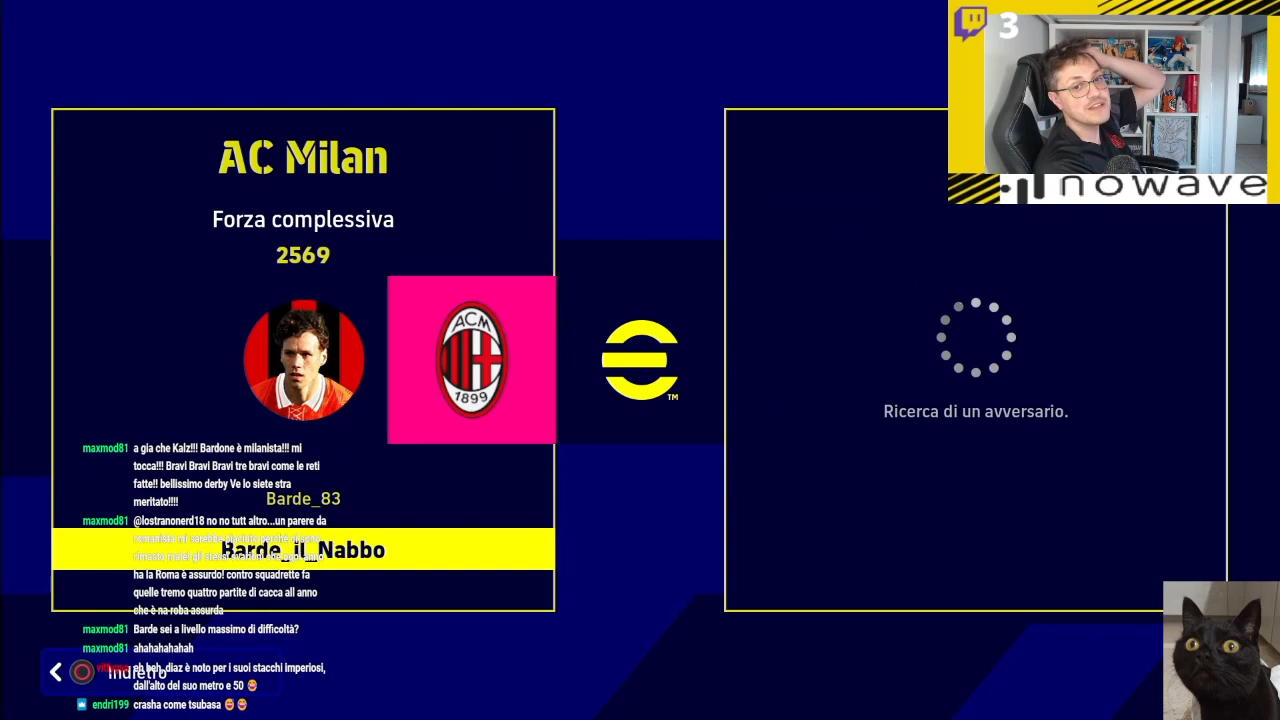 3
nowave
AC Milan
Forza complessiva
2569
ACM
1899
TM
Ricerca di un avversario.
maxmod81 a gia che Kalz!!! Bardone è milanista!!! mi
tocca!!! Bravi Bravi Bravi tre bravi come le reti
fatte!! bellissimo derby Ve lo siete stra
meritato!!!!
Barde_83
maxmod81 @lostranonerd18 no no tutt altro...un parere da
Barde_il_Nabbo
ha la Roma è assurdo! contro squadrette fa
quelle tremo quattro partite di cacca all anno
che è na roba assurda
maxmod81 Barde sei a livello massimo di difficoltà?
maxmod81 ahahahahahah
eh beh, diaz è noto per i suoi stacchi imperiosi,
Indietro
dall'alto del suo metro e 50 😂
endri199 crasha come tsubasa 😂😂